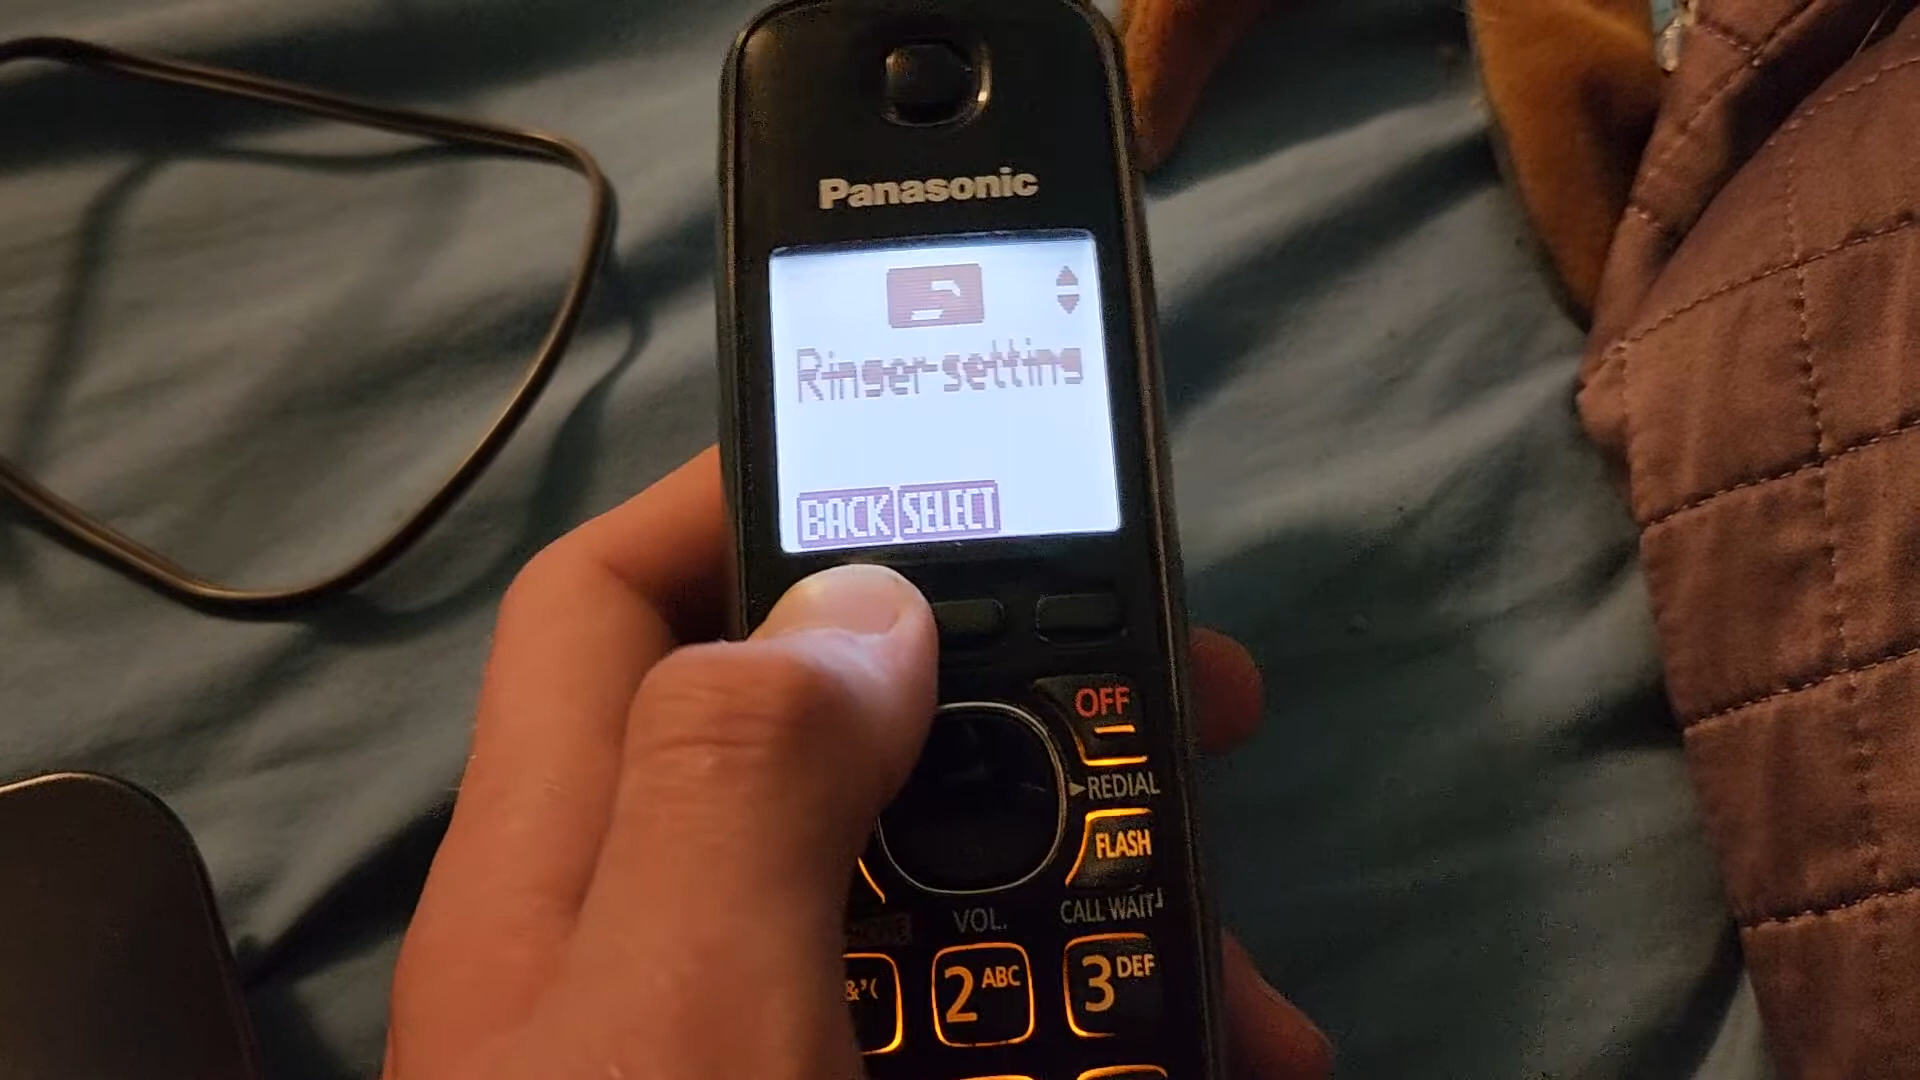 Panasonic
Ringer setting
BACK SELECT
OFF
►REDIAL
FLASH
VOL.
CALL WAIT
&'(
2 ABC
3 DEF